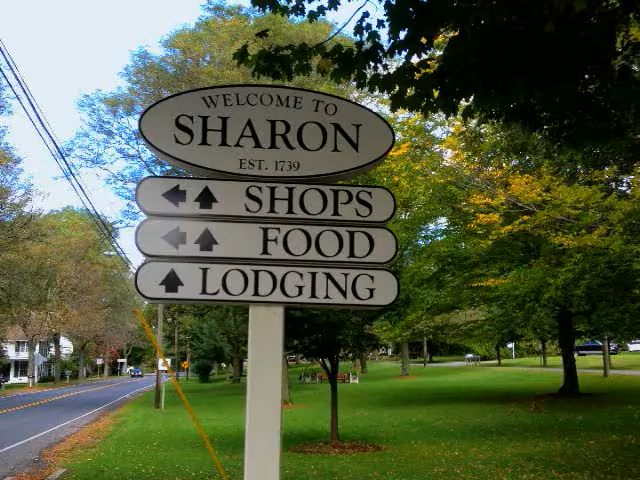 WELCOME TO
SHARON
EST. 1739
SHOPS
FOOD
LODGING